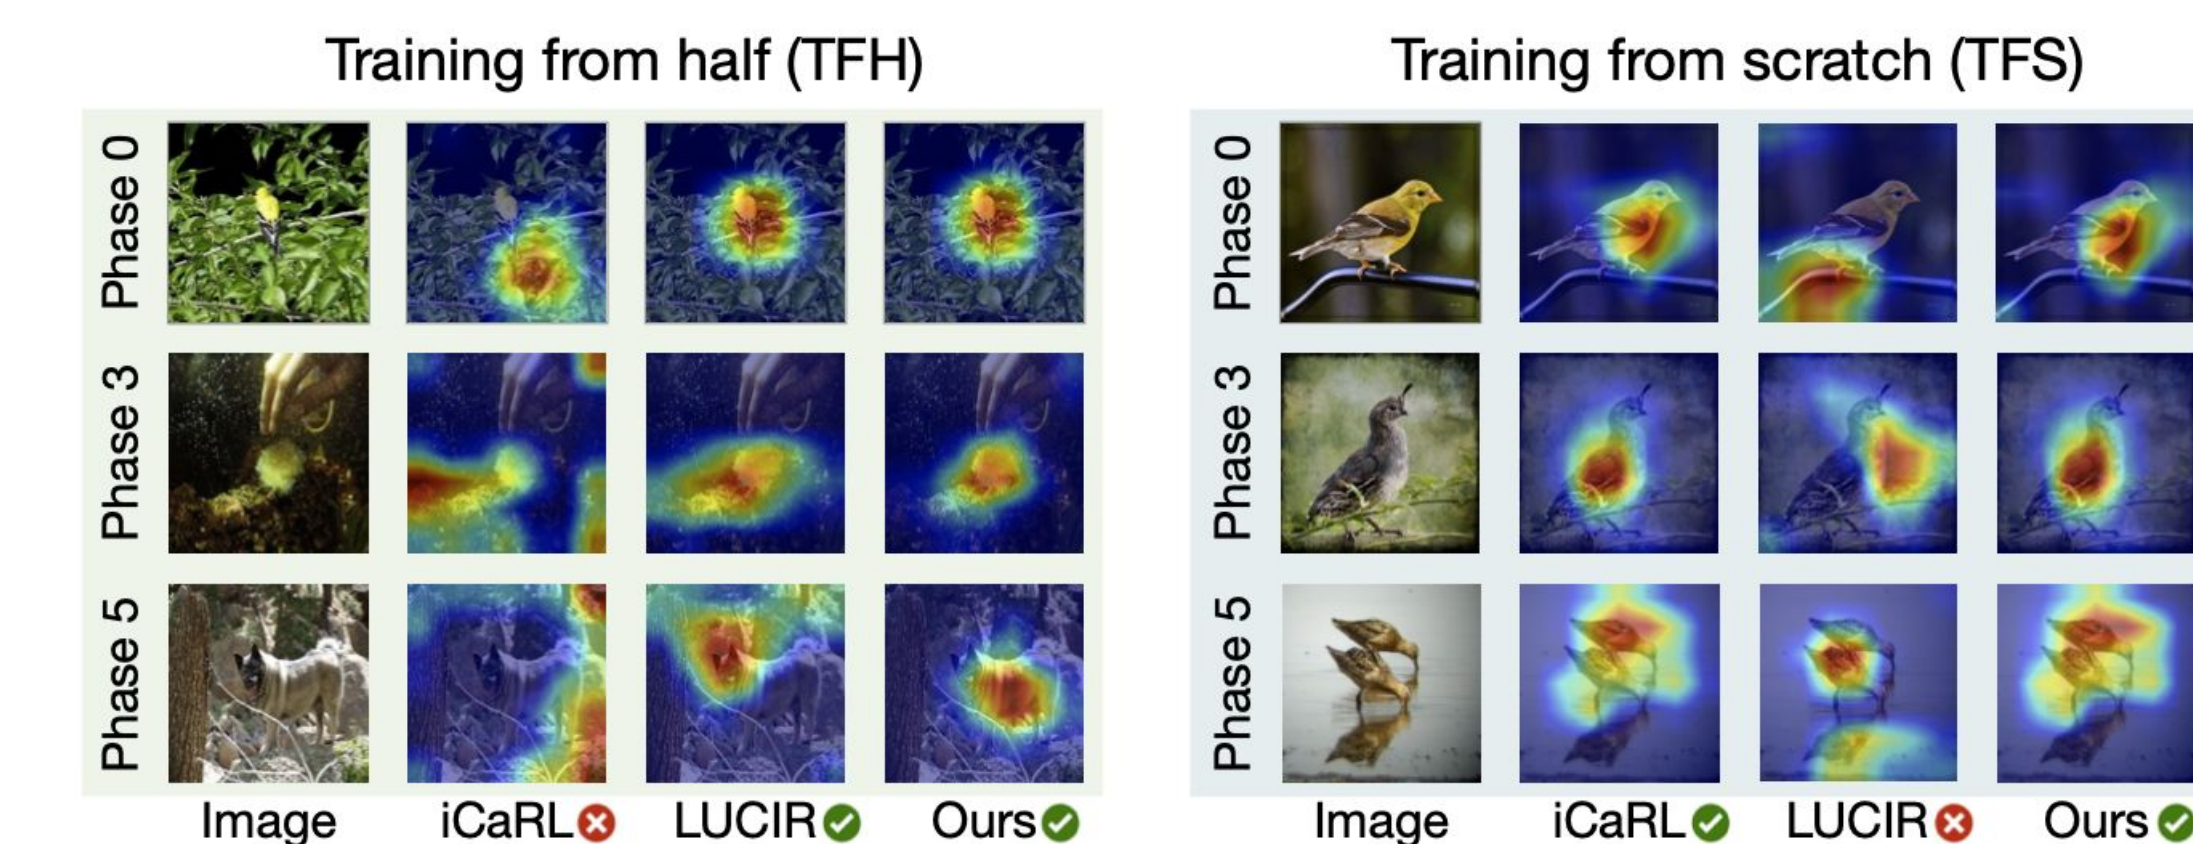 Training from half (TFH)
Phase 0
Phase 3
Phase 5
Image iCaRL LUCIR Ours
Training from scratch (TFS)
Phase 0
Phase 3
Phase 5
Image iCaRL LUCIR Ours